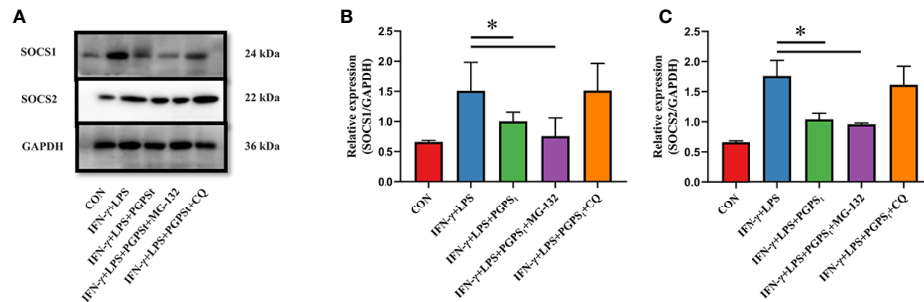 A
SOCS1
24 kDa
SOCS2
22 kDa
GAPDH
36 kDa
CON
IFN-γ+LPS
IFN-γ+LPS+PGPSt
IFN-γ+LPS+PGPSt+MG-132
IFN-γ+LPS+PGPSt+CQ
B
Relative expression
(SOCS1/GAPDH)
2.5
2.0
1.5
1.0
0.5
0.0
*
CON
IFN-γ+LPS
IFN-γ+LPS+PGPSt
IFN-γ+LPS+PGPSt+MG-132
IFN-γ+LPS+PGPSt+CQ
C
Relative expression
(SOCS2/GAPDH)
2.5
2.0
1.5
1.0
0.5
0.0
*
CON
IFN-γ+LPS
IFN-γ+LPS+PGPSt
IFN-γ+LPS+PGPSt+MG-132
IFN-γ+LPS+PGPSt+CQ